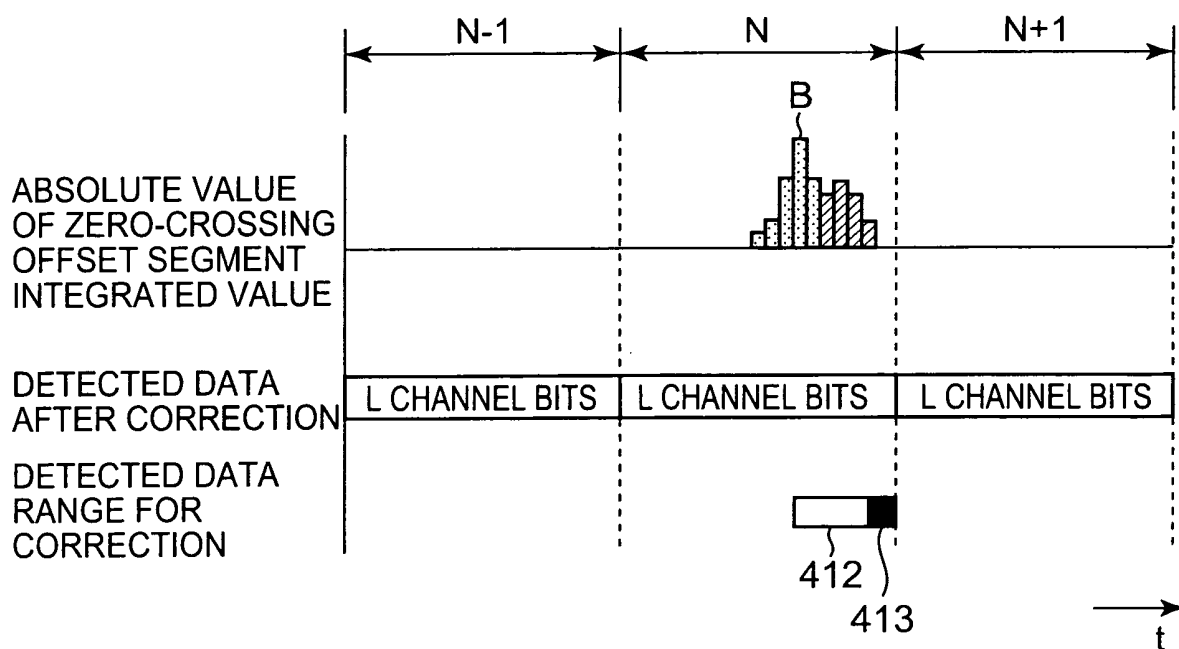 N-1
N
N+1
B
ABSOLUTE VALUE
OF ZERO-CROSSING
OFFSET SEGMENT
INTEGRATED VALUE
DETECTED DATA
AFTER CORRECTION
L CHANNEL BITS
L CHANNEL BITS
L CHANNEL BITS
DETECTED DATA
RANGE FOR
CORRECTION
412
413
t